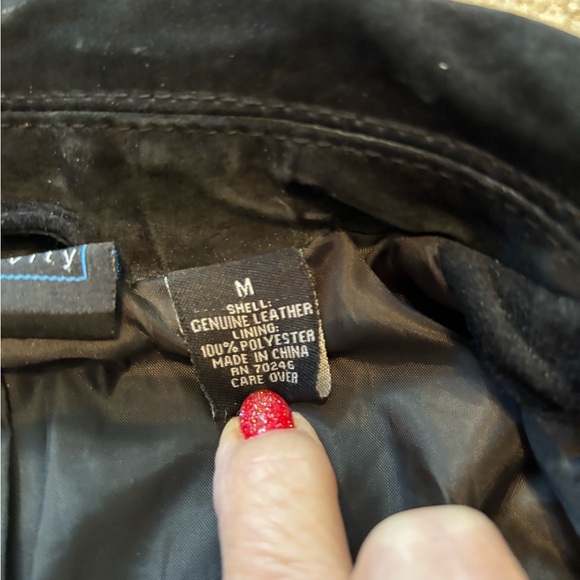 M
SHELL:
GENUINE LEATHER
LINING:
100% POLYESTER
MADE IN CHINA
RN 70246
CARE OVER